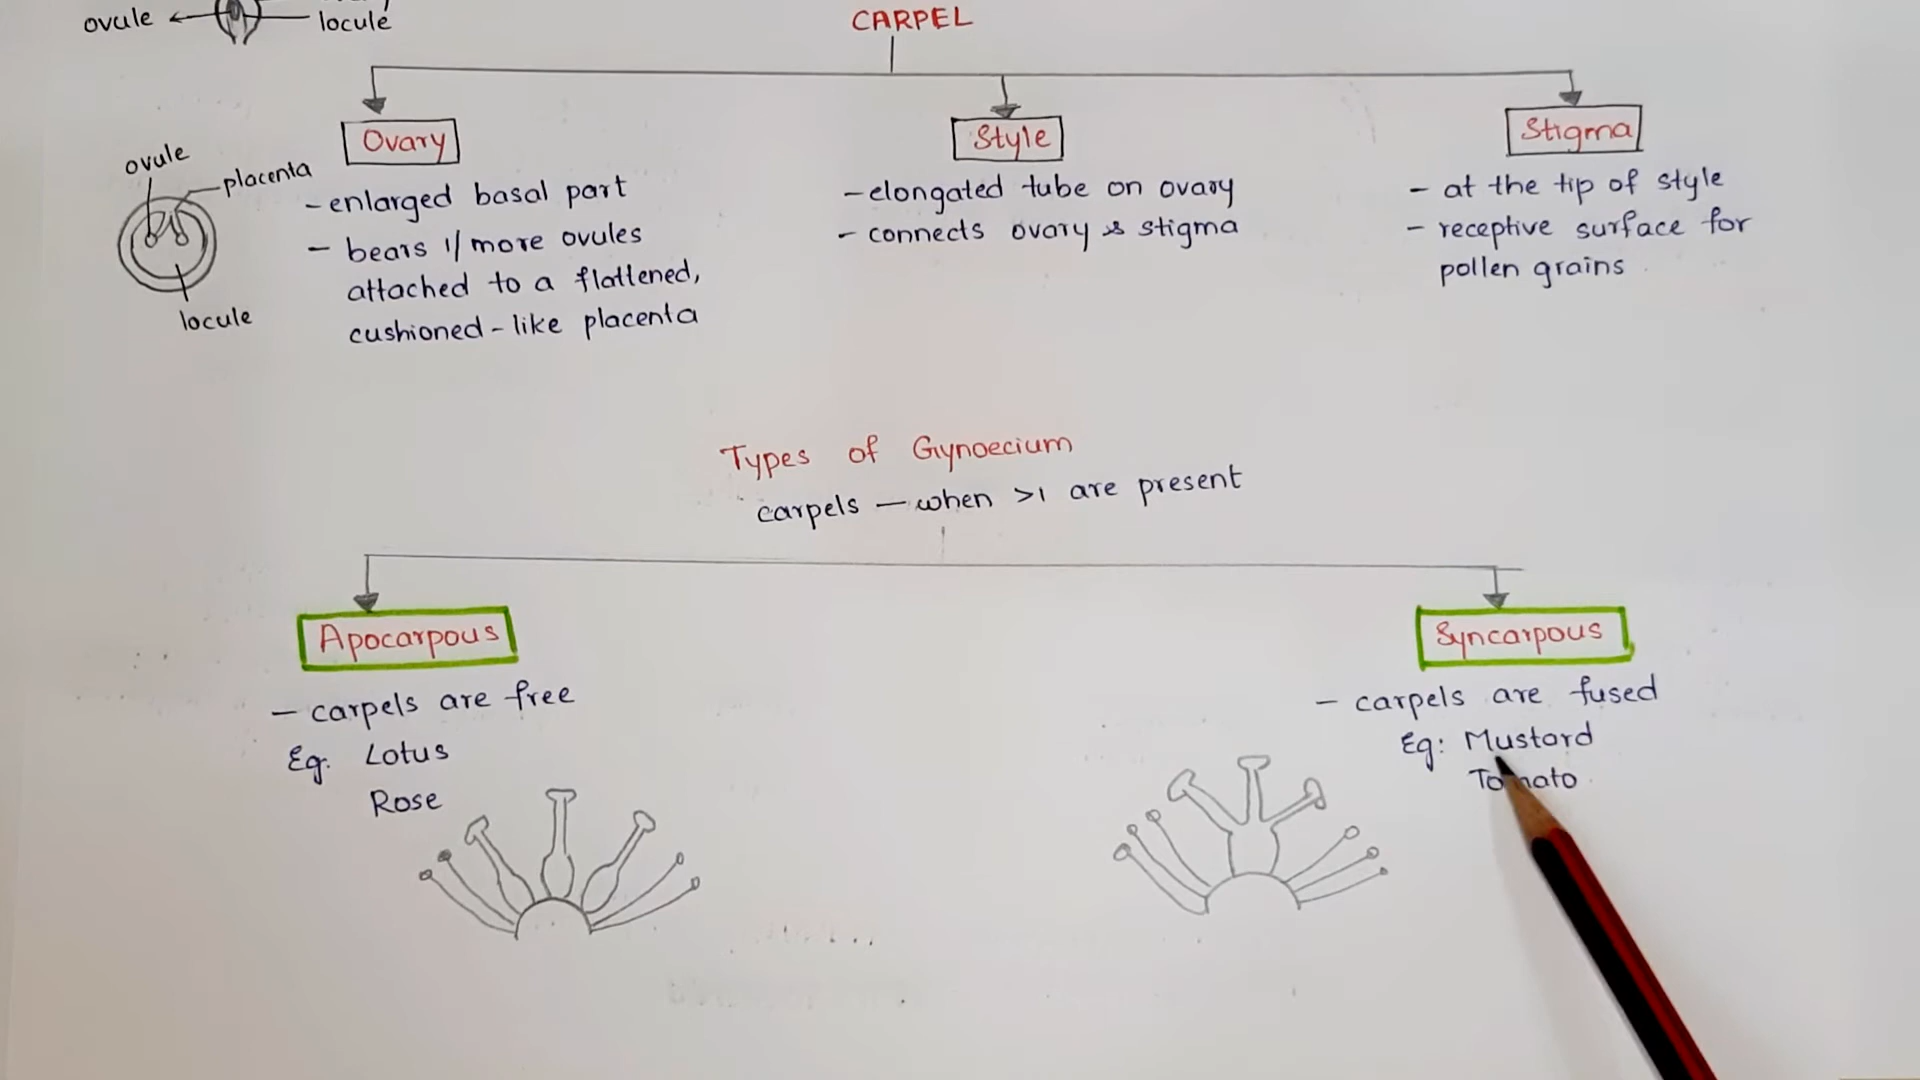 ovule
locule
CARPEL
Ovary
Style
Stigma
ovule
placenta
locule
- enlarged basal part
- bears 1/more ovules
attached to a flattened,
cushioned-like placenta
- elongated tube on ovary
- connects ovary & stigma
- at the tip of style
- receptive surface for
pollen grains
Types of Gynoecium
carpels - when >1 are present
Apocarpous
- carpels are free
Eg. Lotus
Rose
Syncarpous
- carpels are fused
Eg: Mustard
Tomato